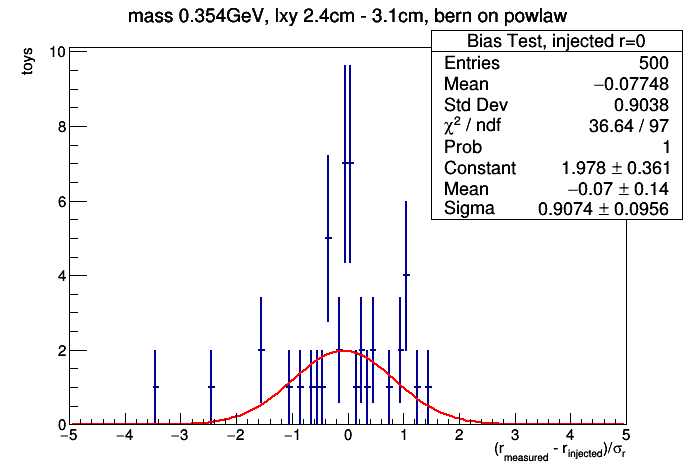 mass 0.354GeV, lxy 2.4cm - 3.1cm, bern on powlaw
toys
Bias Test, injected r=0
Entries 500
Mean −0.07748
Std Dev 0.9038
χ² / ndf 36.64 / 97
Prob 1
Constant 1.978 ± 0.361
Mean −0.07 ± 0.14
Sigma 0.9074 ± 0.0956
10
8
6
4
2
0
−5 −4 −3 −2 −1 0 1 2 3 4 5
(r_measured - r_injected)/σ_r